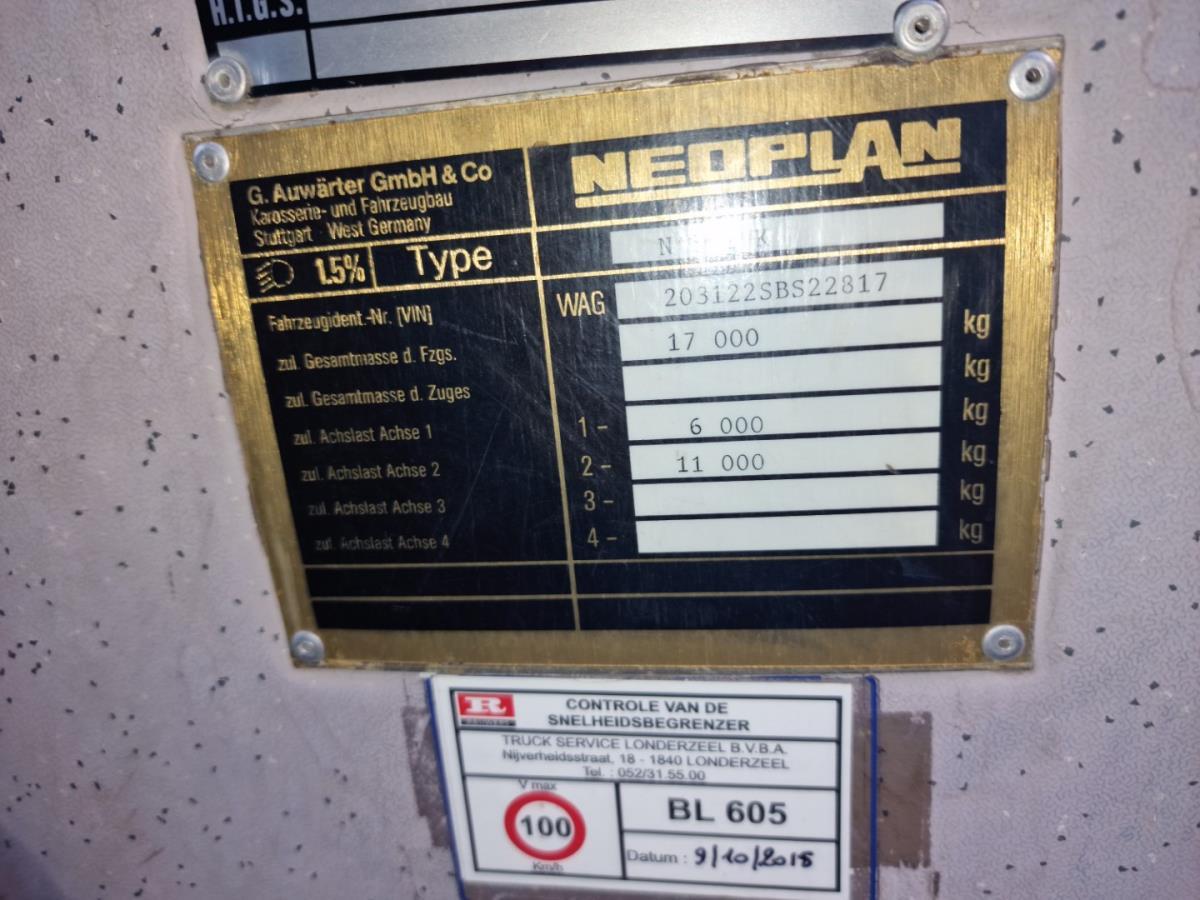 H.T.G.S.
G. Auwärter GmbH & Co
Karosserie- und Fahrzeugbau
Stuttgart West Germany
NEOPLAN
1.5% Type N K
Fahrzeugident.-Nr. [VIN] WAG 203122SBS22817
zul. Gesamtmasse d. Fzgs. 17 000 kg
zul. Gesamtmasse d. Zuges kg
zul. Achslast Achse 1 1- 6 000 kg
zul. Achslast Achse 2 2- 11 000 kg
zul. Achslast Achse 3 3- kg
zul. Achslast Achse 4 4- kg
R
CONTROLE VAN DE
SNELHEIDSBEGRENZER
TRUCK SERVICE LONDERZEEL B.V.B.A.
Nijverheidsstraat, 18 - 1840 LONDERZEEL
Tel. : 052/31.55.00
V max
100
Km/h
BL 605
Datum : 9/10/2018